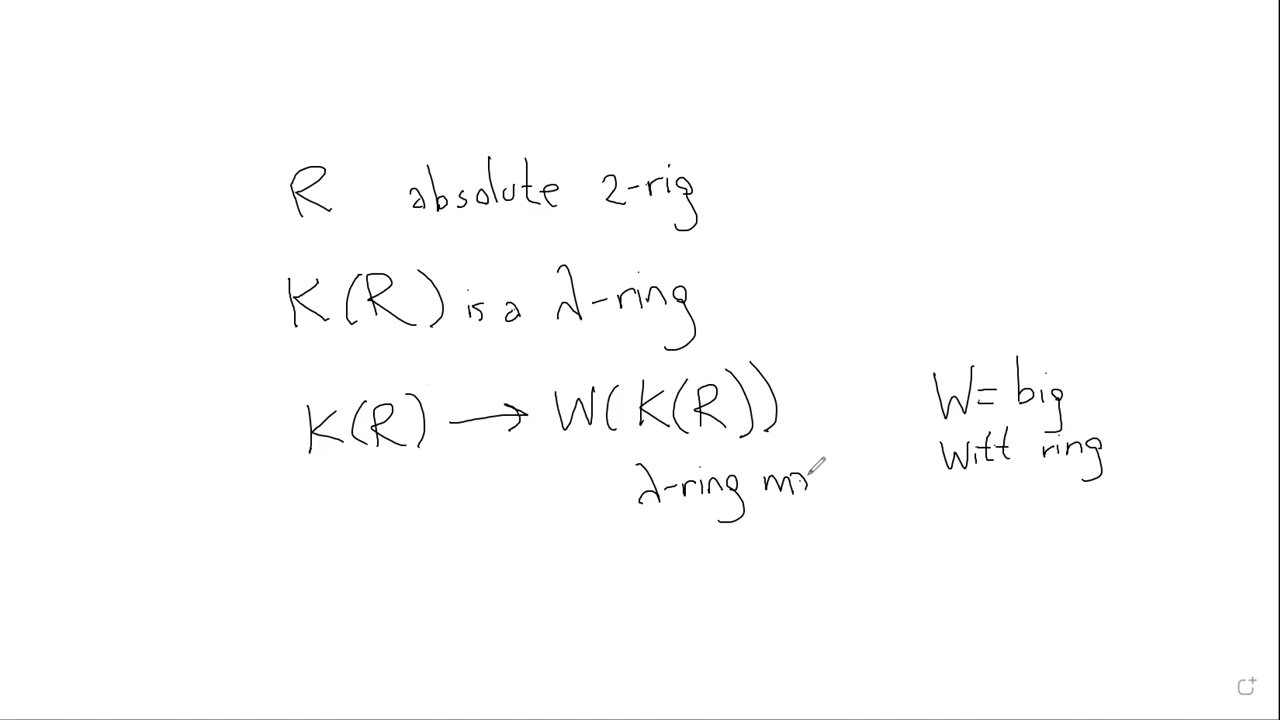 R absolute 2-rig
K(R) is a λ-ring
K(R) → W(K(R))
W = big
Witt ring
λ-ring